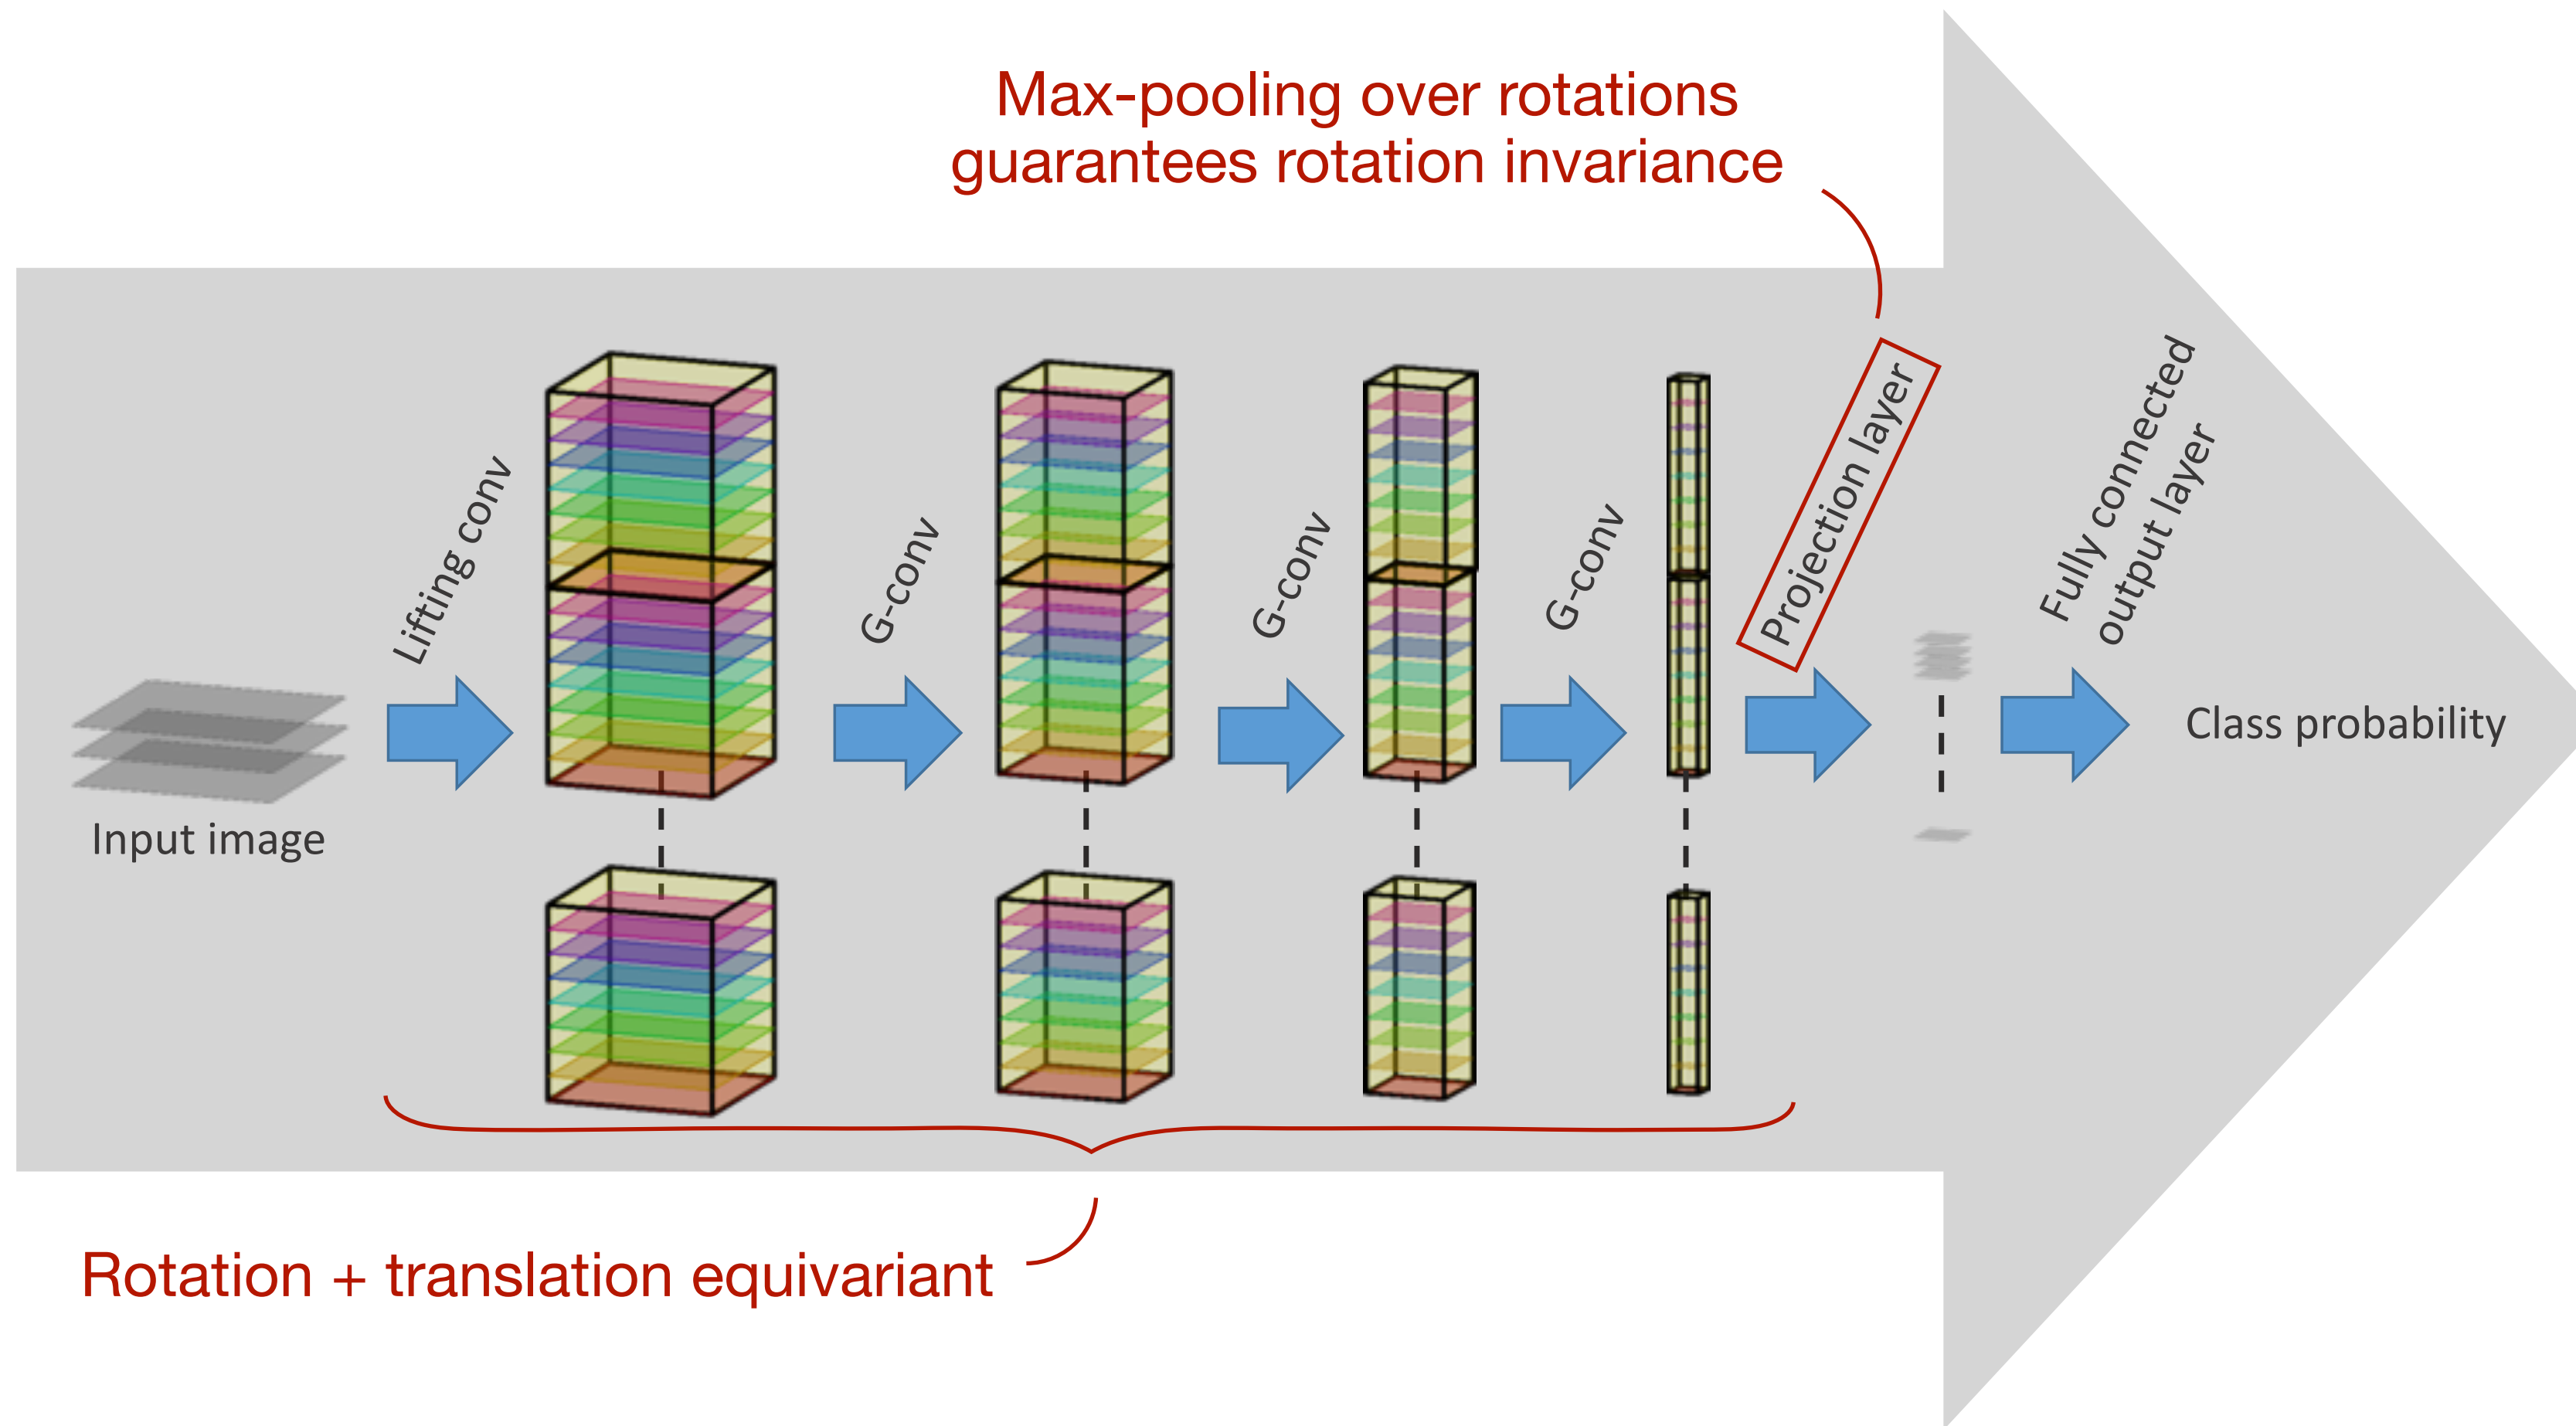 Max-pooling over rotations
guarantees rotation invariance
Lifting conv
G-conv
G-conv
G-conv
Projection layer
Fully connected
output layer
Input image
Class probability
Rotation + translation equivariant